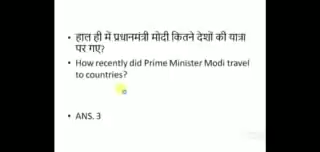 • हाल ही में प्रधानमंत्री मोदी कितने देशों की यात्रा
पर गए?
• How recently did Prime Minister Modi travel
to countries?
• ANS. 3